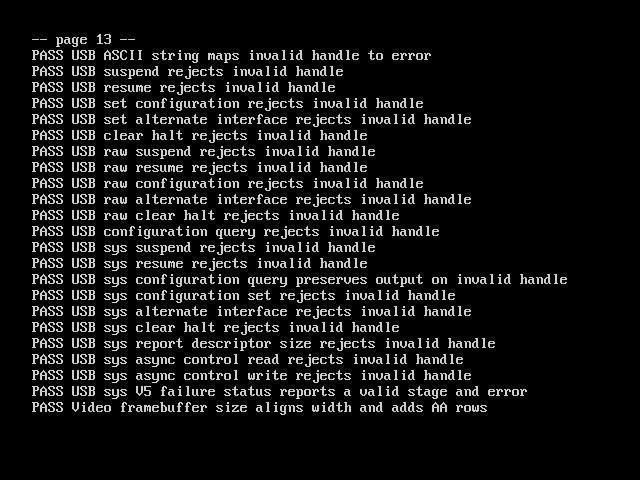 -- page 13 --
PASS USB ASCII string maps invalid handle to error
PASS USB suspend rejects invalid handle
PASS USB resume rejects invalid handle
PASS USB set configuration rejects invalid handle
PASS USB set alternate interface rejects invalid handle
PASS USB clear halt rejects invalid handle
PASS USB raw suspend rejects invalid handle
PASS USB raw resume rejects invalid handle
PASS USB raw configuration rejects invalid handle
PASS USB raw alternate interface rejects invalid handle
PASS USB raw clear halt rejects invalid handle
PASS USB configuration query rejects invalid handle
PASS USB sys suspend rejects invalid handle
PASS USB sys resume rejects invalid handle
PASS USB sys configuration query preserves output on invalid handle
PASS USB sys configuration set rejects invalid handle
PASS USB sys alternate interface rejects invalid handle
PASS USB sys clear halt rejects invalid handle
PASS USB sys report descriptor size rejects invalid handle
PASS USB sys async control read rejects invalid handle
PASS USB sys async control write rejects invalid handle
PASS USB sys V5 failure status reports a valid stage and error
PASS Video framebuffer size aligns width and adds AA rows